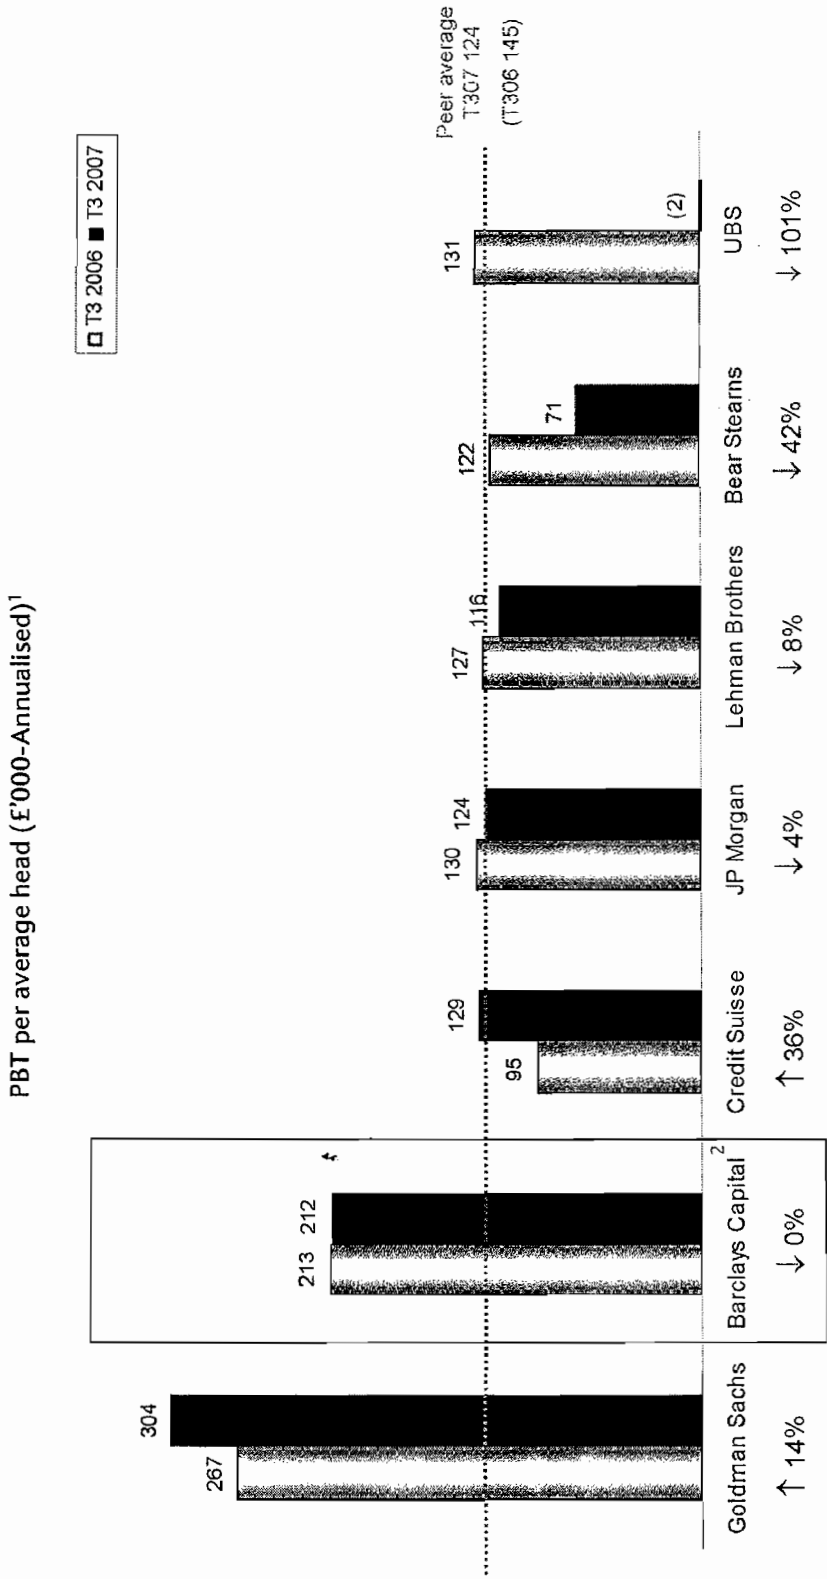 PBT per average head (£'000-Annualised)¹
T3 2006 T3 2007
Peer average
T307 124
(T306 145)
267 304
213 212
95 129
130 124
127 116
122 71
131 (2)
Goldman Sachs Barclays Capital² Credit Suisse JP Morgan Lehman Brothers Bear Stearns UBS
↑ 14% ↓ 0% ↑ 36% ↓ 4% ↓ 8% ↓ 42% ↓ 101%